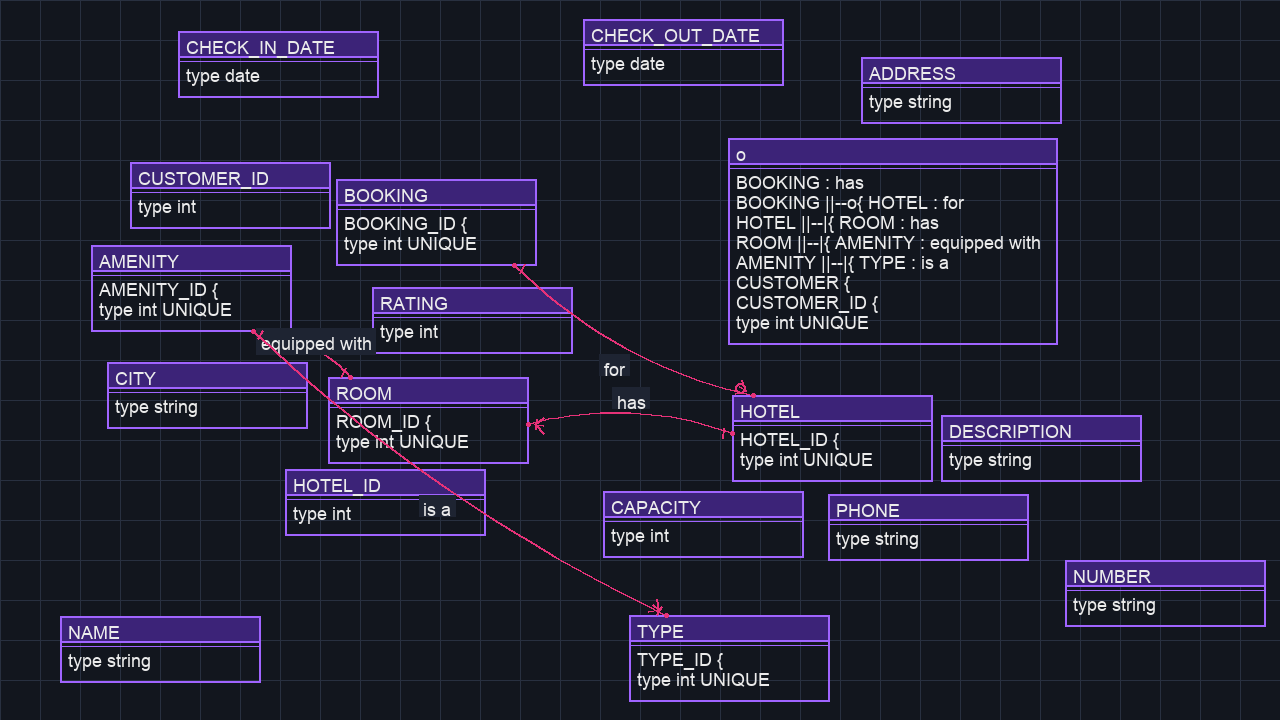 CHECK_IN_DATE
type date
CHECK_OUT_DATE
type date
ADDRESS
type string
o
BOOKING : has
BOOKING ||--o{ HOTEL : for
HOTEL ||--|{ ROOM : has
ROOM ||--|{ AMENITY : equipped with
AMENITY ||--|{ TYPE : is a
CUSTOMER {
CUSTOMER_ID {
type int UNIQUE
CUSTOMER_ID
type int
BOOKING
BOOKING_ID {
type int UNIQUE
AMENITY
AMENITY_ID {
type int UNIQUE
RATING
type int
equipped with
for
has
CITY
type string
ROOM
ROOM_ID {
type int UNIQUE
HOTEL
HOTEL_ID {
type int UNIQUE
DESCRIPTION
type string
HOTEL_ID
type int
is a
CAPACITY
type int
PHONE
type string
NUMBER
type string
NAME
type string
TYPE
TYPE_ID {
type int UNIQUE